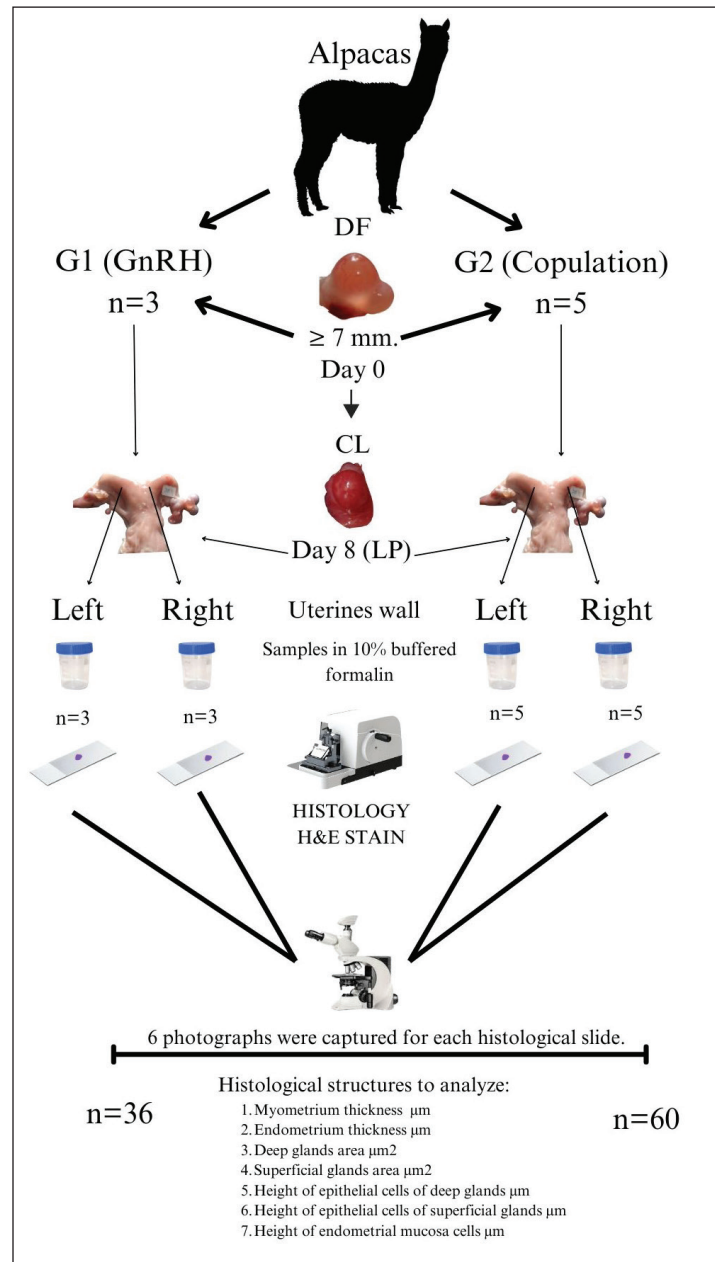 Alpacas
DF
G1 (GnRH)
G2 (Copulation)
n=3
n=5
≥ 7 mm.
Day 0
CL
Day 8 (LP)
Left
Right
Uterines wall
Left
Right
Samples in 10% buffered
formalin
n=3
n=3
n=5
n=5
HISTOLOGY
H&E STAIN
6 photographs were captured for each histological slide.
n=36
n=60
Histological structures to analyze:
1. Myometrium thickness μm
2. Endometrium thickness μm
3. Deep glands area μm2
4. Superficial glands area μm2
5. Height of epithelial cells of deep glands μm
6. Height of epithelial cells of superficial glands μm
7. Height of endometrial mucosa cells μm